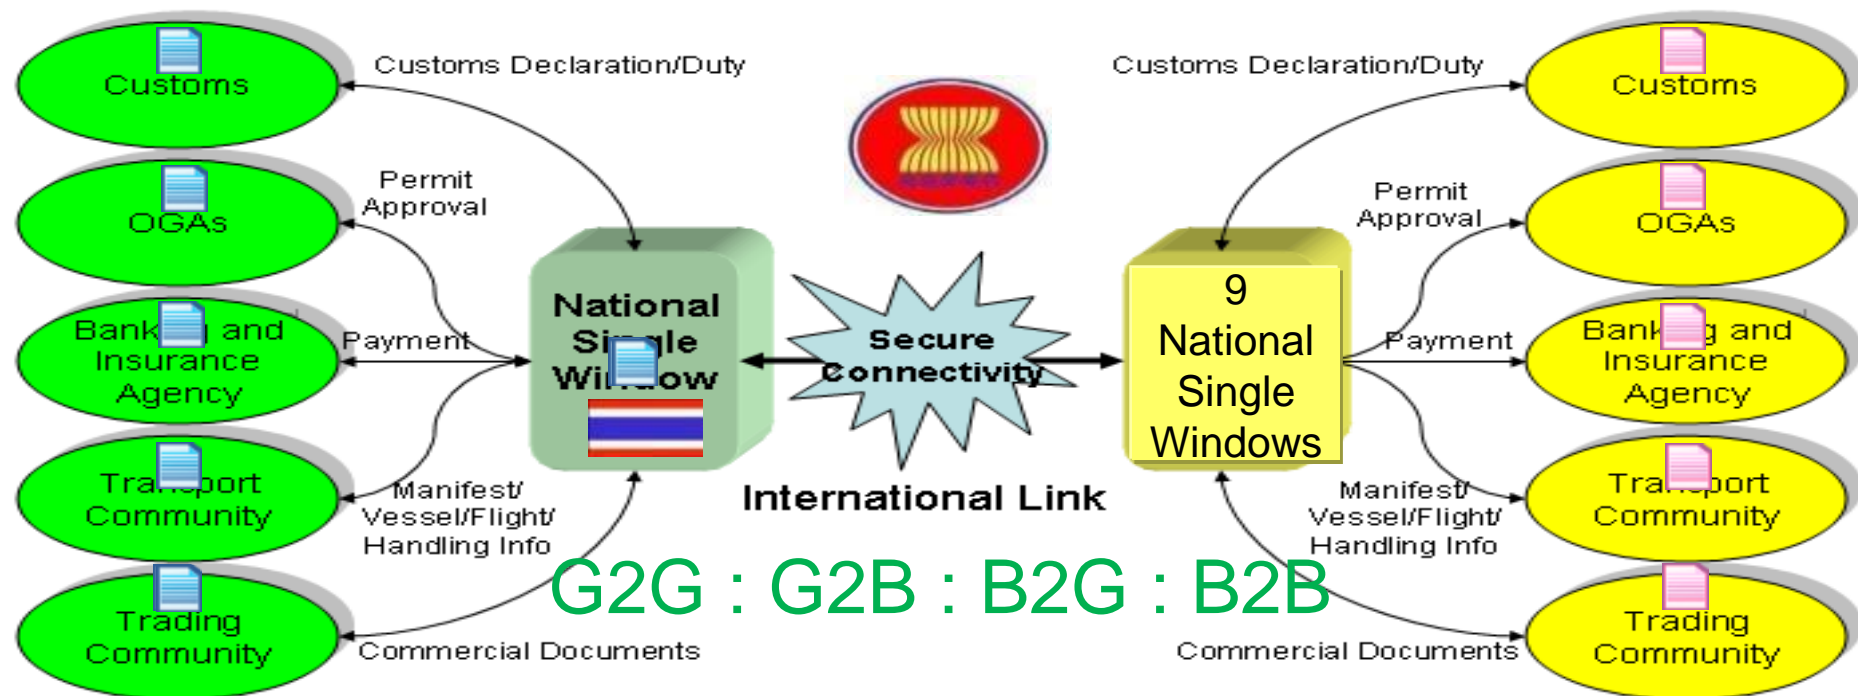 Customs
Customs Declaration/Duty
Customs Declaration/Duty
Customs
OGAs
Permit
Approval
Permit
Approval
OGAs
Banking and
Insurance
Agency
Payment
National
Single
Window
Secure
Connectivity
9
National
Single
Windows
Payment
Banking and
Insurance
Agency
Transport
Community
Manifest/
Vessel/Flight/
Handling Info
International Link
Manifest/
Vessel/Flight/
Handling Info
Transport
Community
G2G : G2B : B2G : B2B
Trading
Community
Commercial Documents
Commercial Documents
Trading
Community